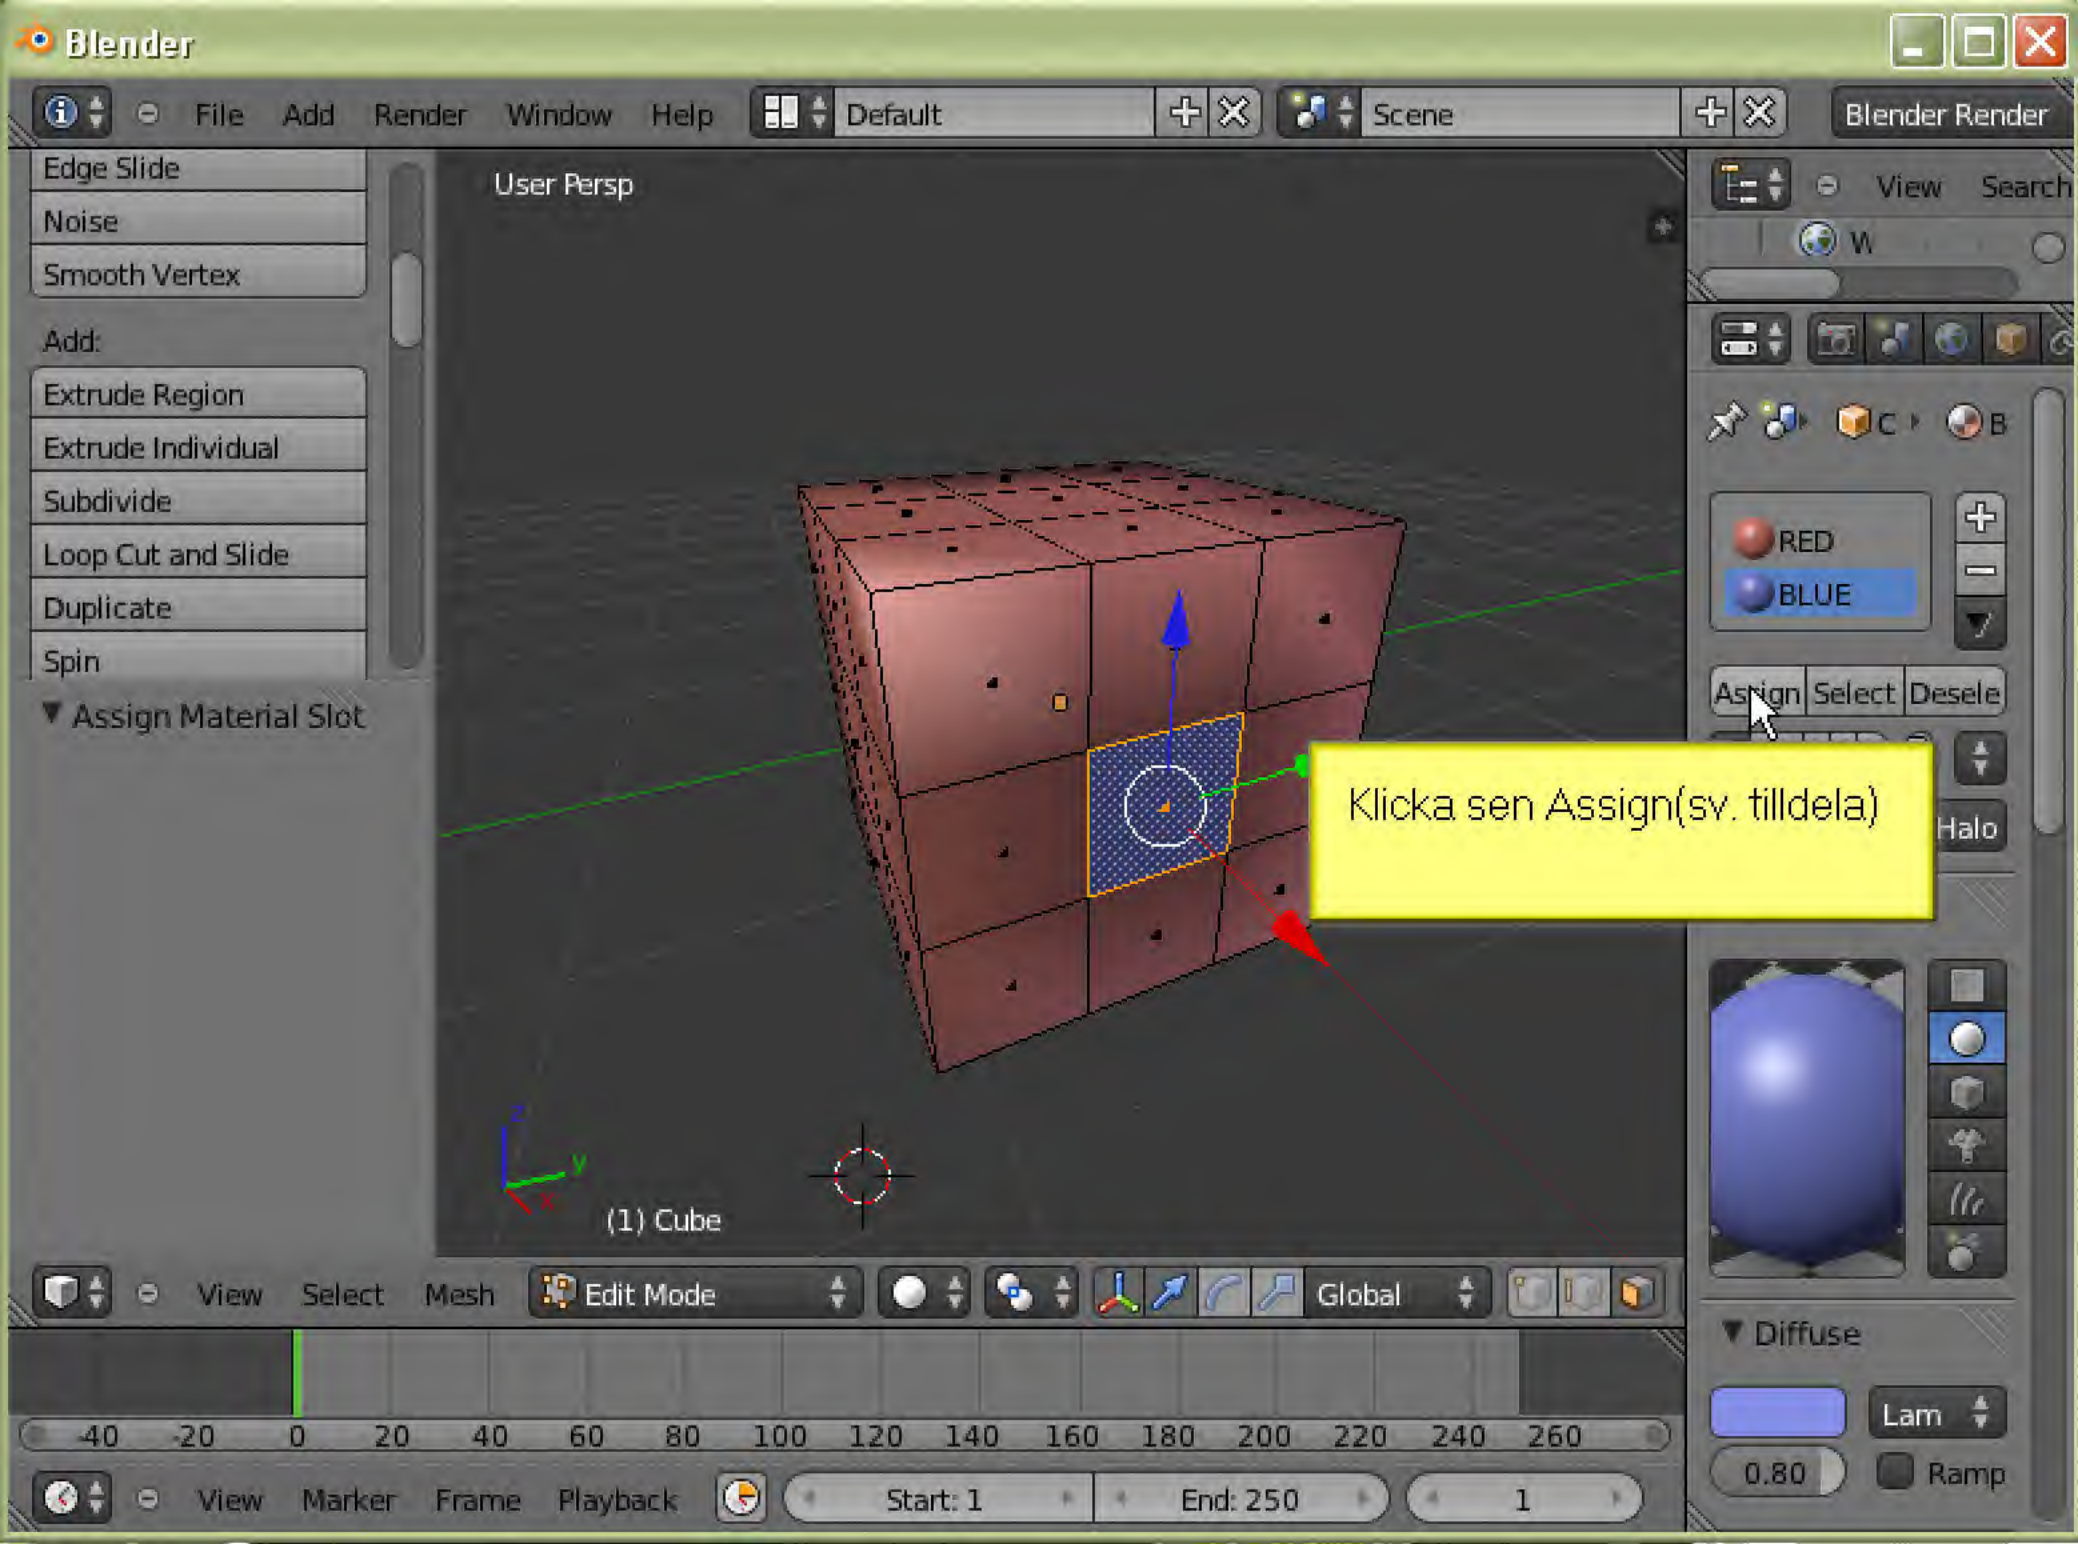 Blender
File Add Render Window Help Default Scene Blender Render
Edge Slide
Noise
Smooth Vertex
Add:
Extrude Region
Extrude Individual
Subdivide
Loop Cut and Slide
Duplicate
Spin
Assign Material Slot
User Persp
z
y
x
(1) Cube
View Search
W
C B
RED
BLUE
Assign Select Desele
Klicka sen Assign(sv. tilldela)
Halo
Diffuse
Lam
0.80 Ramp
View Select Mesh Edit Mode Global
-40 -20 0 20 40 60 80 100 120 140 160 180 200 220 240 260
View Marker Frame Playback Start: 1 End: 250 1